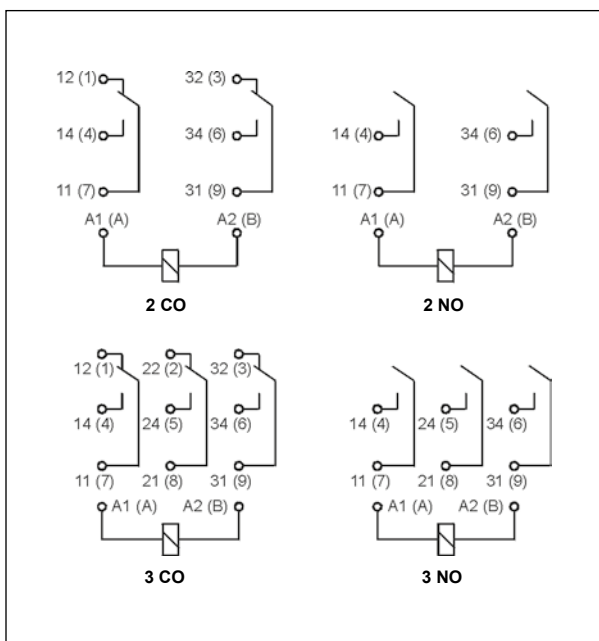 12 (1) 32 (3)
14 (4) 34 (6) 14 (4) 34 (6)
11 (7) 31 (9) 11 (7) 31 (9)
A1 (A) A2 (B) A1 (A) A2 (B)
2 CO 2 NO
12 (1) 22 (2) 32 (3)
14 (4) 24 (5) 34 (6) 14 (4) 24 (5) 34 (6)
11 (7) 21 (8) 31 (9) 11 (7) 21 (8) 31 (9)
A1 (A) A2 (B) A1 (A) A2 (B)
3 CO 3 NO